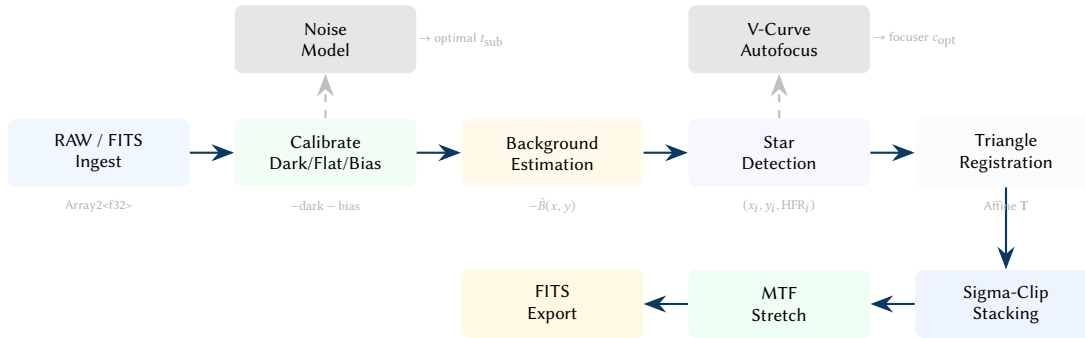 Noise
Model
→ optimal t_sub
V-Curve
Autofocus
→ focuser c_opt
RAW / FITS
Ingest
Calibrate
Dark/Flat/Bias
Background
Estimation
Star
Detection
Triangle
Registration
Array2<f32>
−dark − bias
−B̂(x, y)
(x_i, y_i, HFR_i)
Affine T
FITS
Export
MTF
Stretch
Sigma-Clip
Stacking